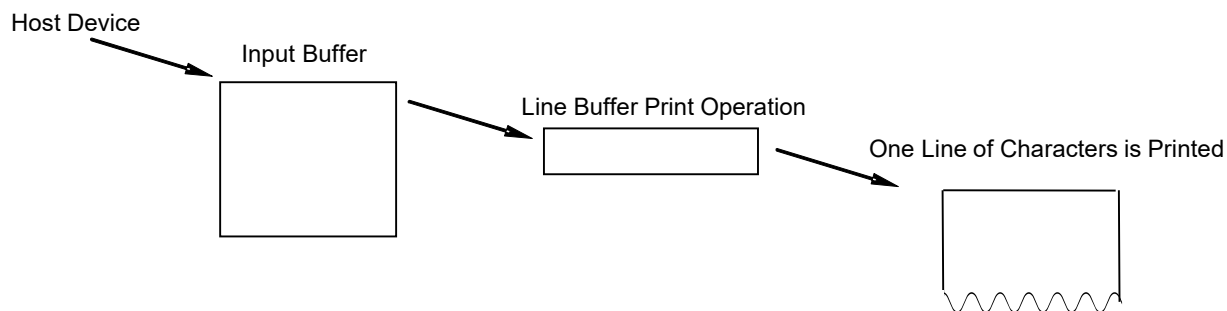 Host Device
Input Buffer
Line Buffer Print Operation
One Line of Characters is Printed